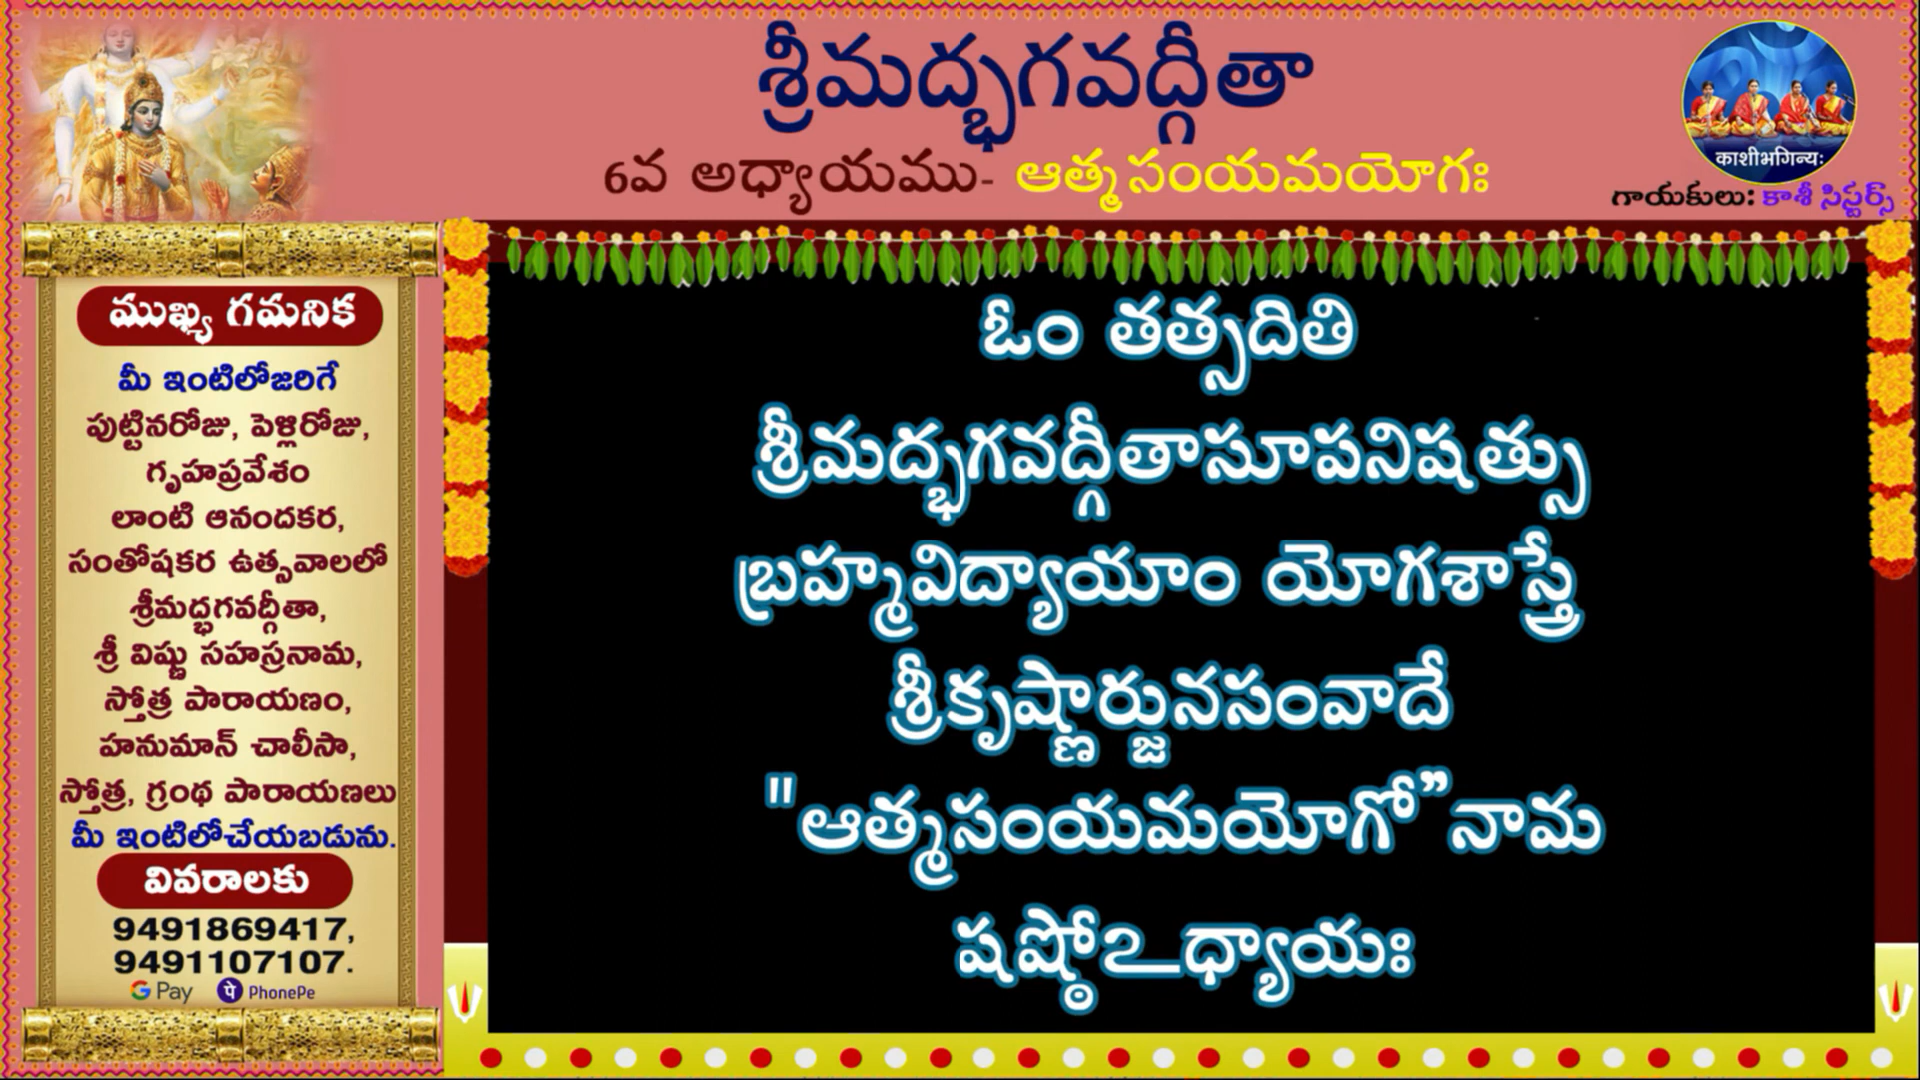 శ్రీమద్భగవద్గీతా
6వ అధ్యాయము- ఆత్మసంయమయోగః
काशीभगिन्यः
గాయకులు: కాశీ సిస్టర్స్
ముఖ్య గమనిక
మీ ఇంటిలోజరిగే
పుట్టినరోజు, పెళ్లిరోజు,
గృహప్రవేశం
లాంటి ఆనందకర,
సంతోషకర ఉత్సవాలలో
శ్రీమద్భగవద్గీతా,
శ్రీ విష్ణు సహస్రనామ,
స్తోత్ర పారాయణం,
హనుమాన్ చాలీసా,
స్తోత్ర, గ్రంథ పారాయణలు
మీ ఇంటిలోచేయబడును.
వివరాలకు
9491869417,
9491107107.
G Pay పే PhonePe
ఓం తత్సదితి
శ్రీమద్భగవద్గీతాసూపనిషత్సు
బ్రహ్మవిద్యాయాం యోగశాస్త్రే
శ్రీకృష్ణార్జునసంవాదే
"ఆత్మసంయమయోగో”నామ
షష్ఠోఽధ్యాయః